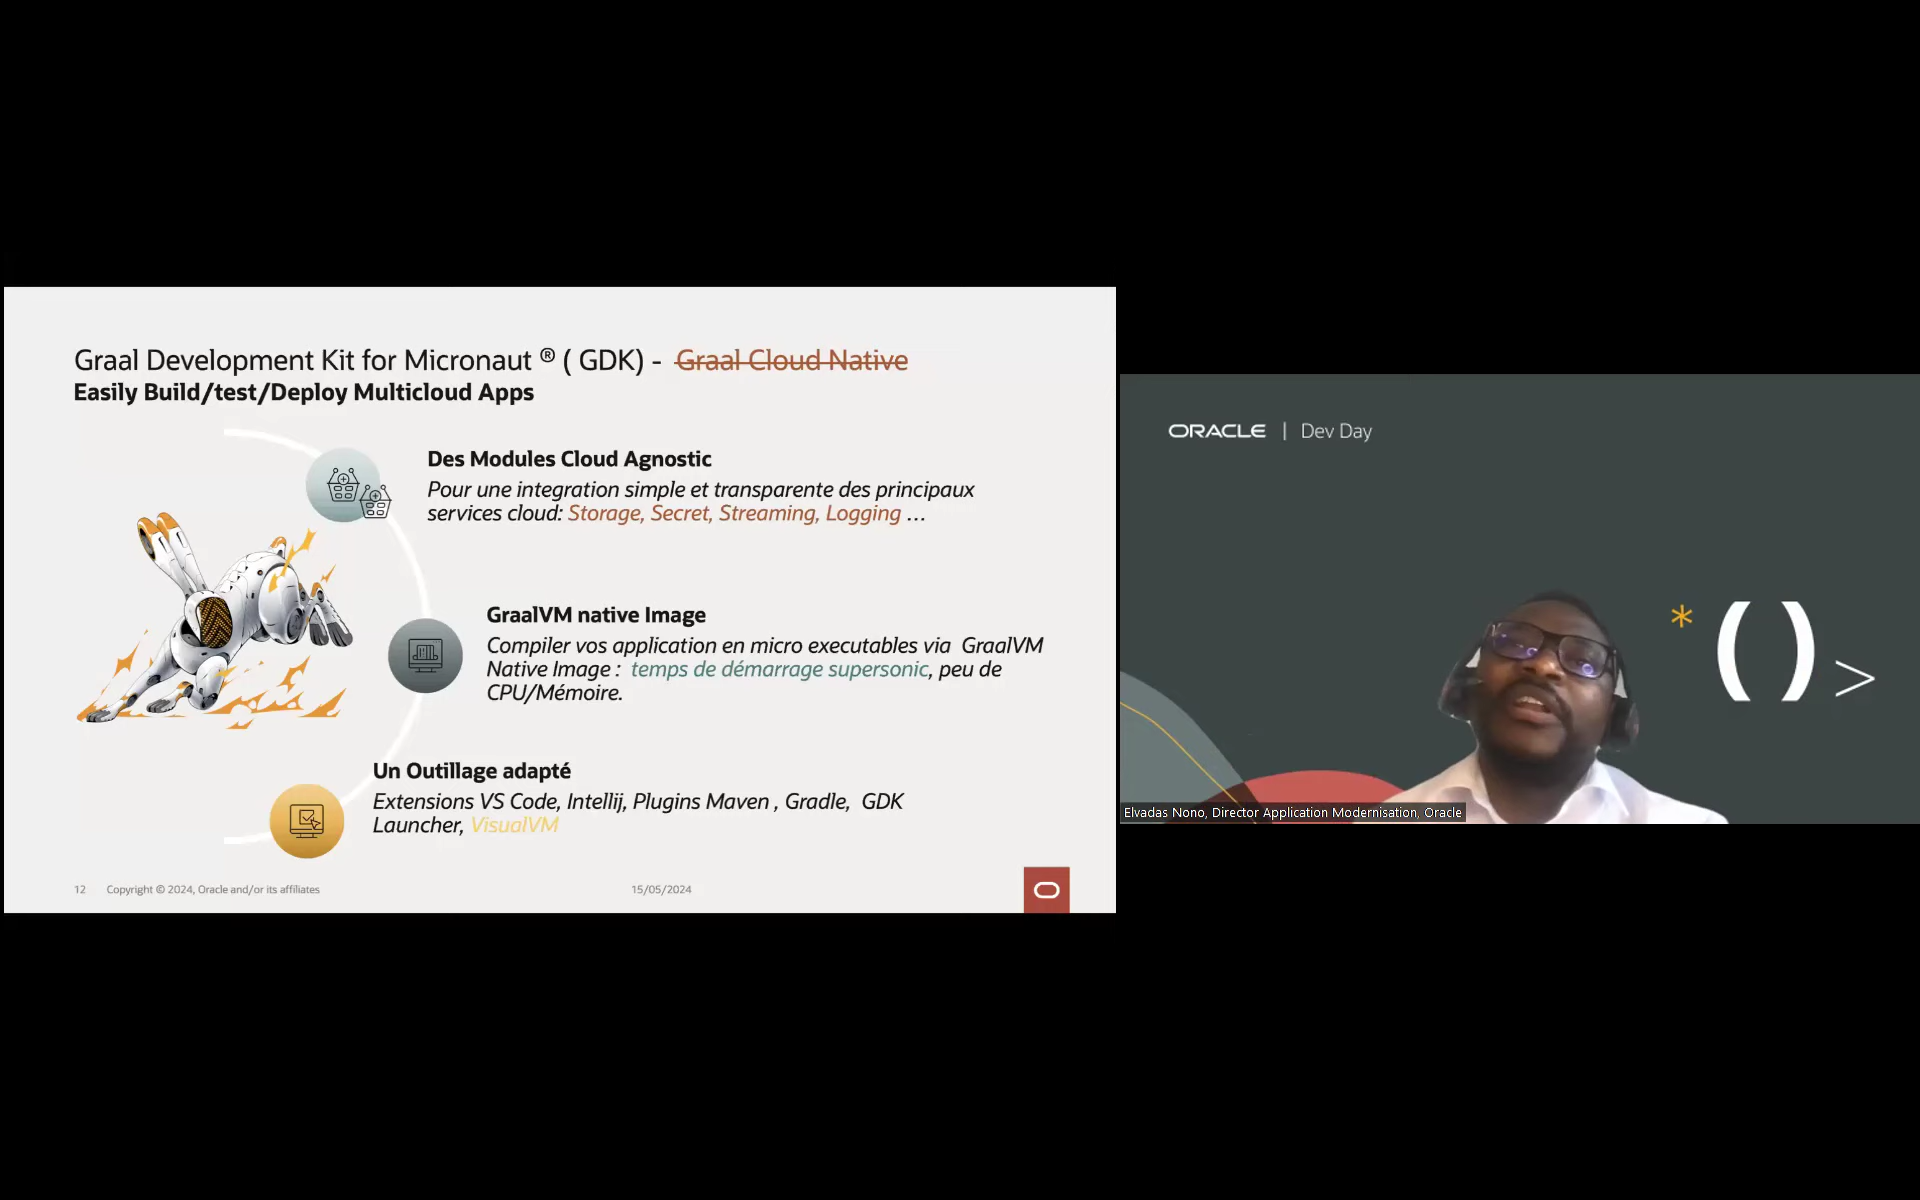 Graal Development Kit for Micronaut ® ( GDK) - Graal Cloud Native
Easily Build/test/Deploy Multicloud Apps
Des Modules Cloud Agnostic
Pour une integration simple et transparente des principaux
services cloud: Storage, Secret, Streaming, Logging ...
GraalVM native Image
Compiler vos application en micro executables via GraalVM
Native Image : temps de démarrage supersonic, peu de
CPU/Mémoire.
Un Outillage adapté
Extensions VS Code, Intellij, Plugins Maven , Gradle, GDK
Launcher, VisualVM
12 Copyright © 2024, Oracle and/or its affiliates 15/05/2024
ORACLE | Dev Day
* ( ) >
Elvadas Nono, Director Application Modernisation, Oracle